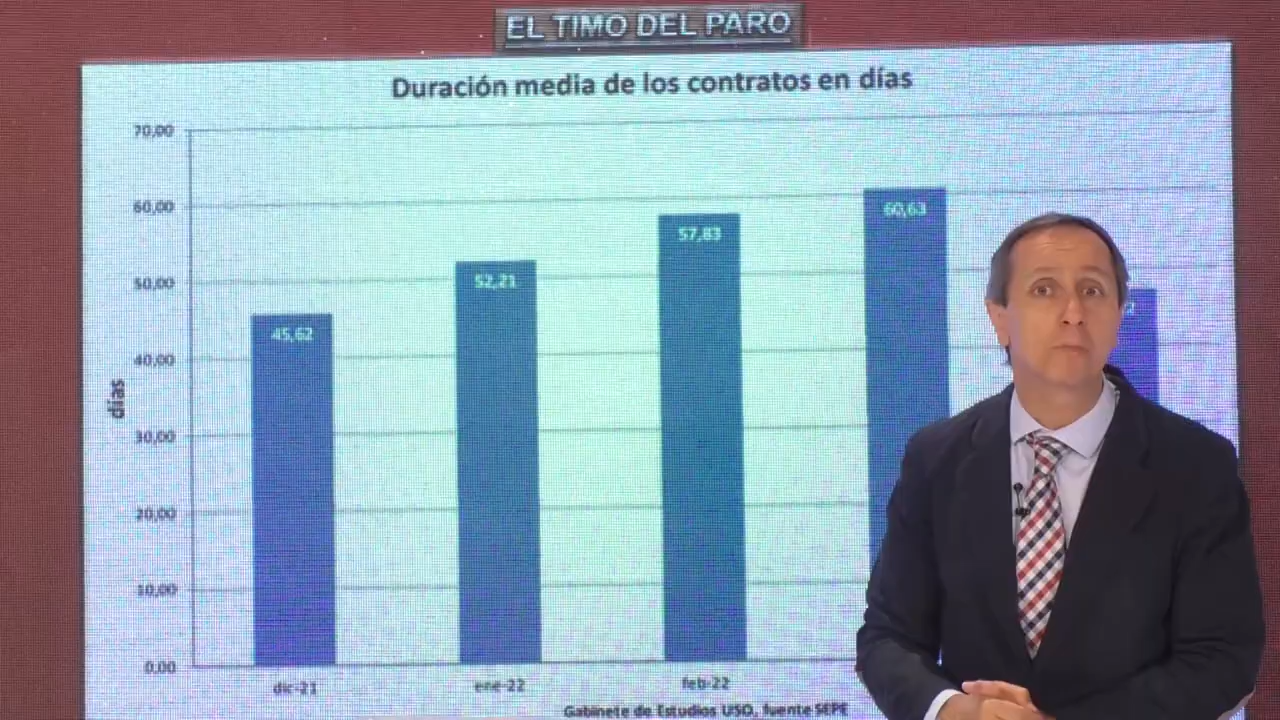 EL TIMO DEL PARO
Duración media de los contratos en días
70,00
60,00
50,00
40,00
30,00
20,00
10,00
0,00
días
45,62
52,21
57,83
60,63
2
dic-21
ene-22
feb-22
Gabinete de Estudios USO, fuente SEPE